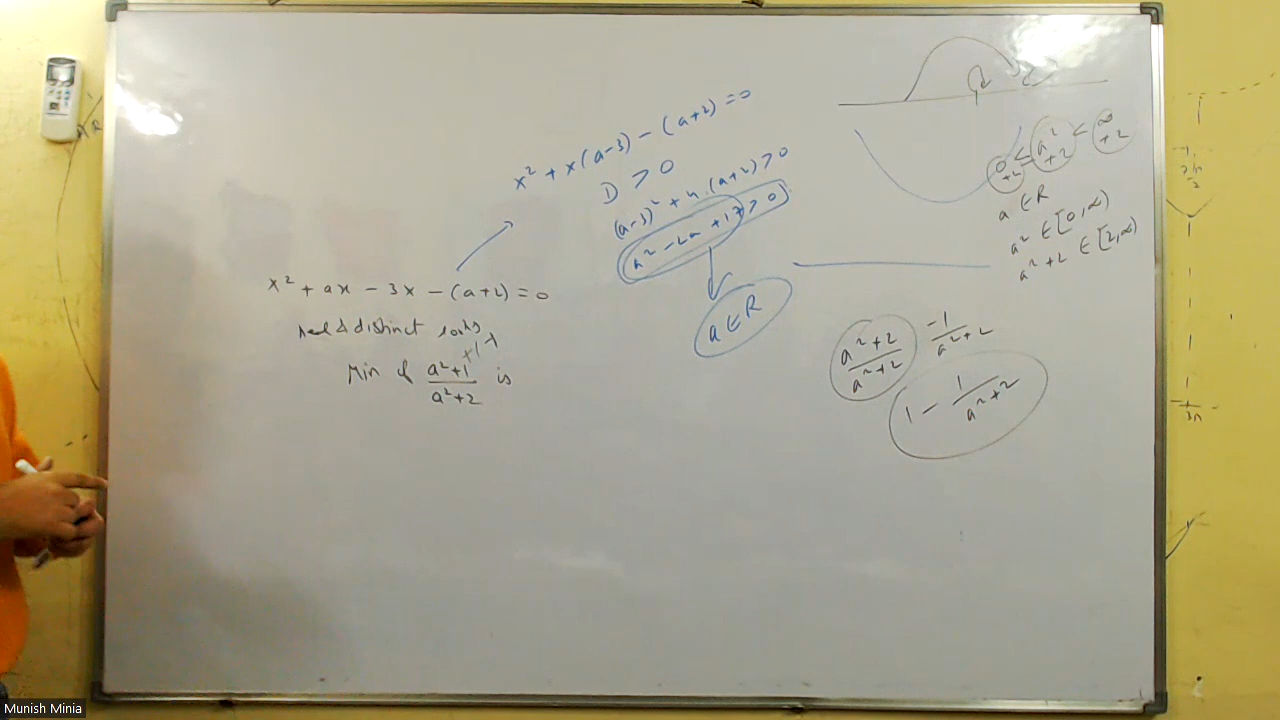 x² + ax - 3x - (a+2) = 0
real & distinct roots
Min of (a²+1+1-1)/(a²+2) is
x² + x(a-3) - (a+2) = 0
D > 0
(a-3)² + 4(a+2) > 0
a² - 2a + 17 > 0
a ∈ R
0+2 ≤ a²+2 < ∞+2
a ∈ R
a² ∈ [0,∞)
a²+2 ∈ [2,∞)
(a²+2)/(a²+2) -1/(a²+2)
1 - 1/(a²+2)
Munish Minia